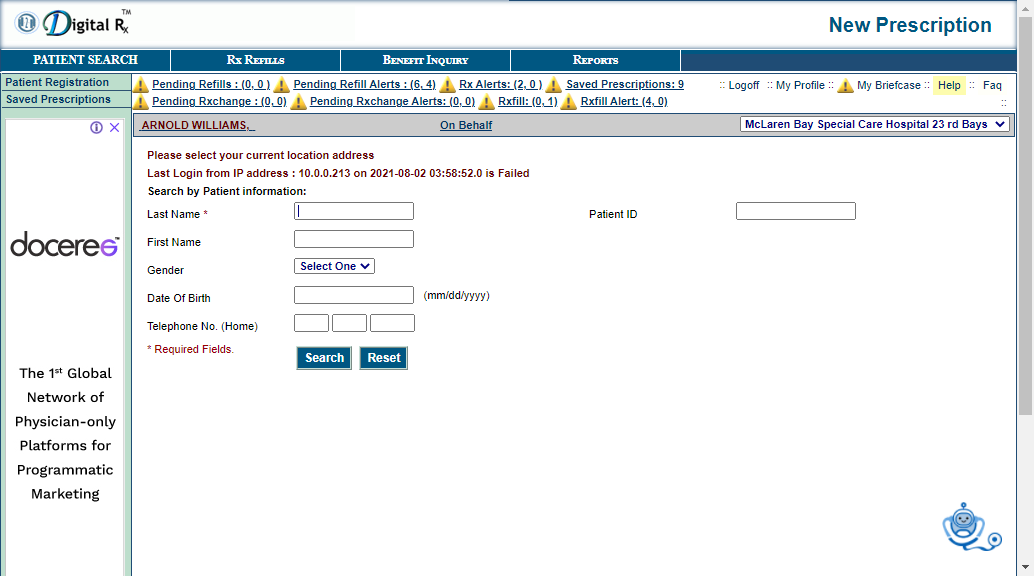 Digital Rx TM
New Prescription
PATIENT SEARCH
RX REFILLS
BENEFIT INQUIRY
REPORTS
Patient Registration
Saved Prescriptions
Pending Refills : (0, 0 ) Pending Refill Alerts : (6, 4) Rx Alerts: (2, 0 ) Saved Prescriptions: 9
:: Logoff :: My Profile :: My Briefcase :: Help :: Faq
Pending Rxchange : (0, 0) Pending Rxchange Alerts: (0, 0) Rxfill: (0, 1) Rxfill Alert: (4, 0)
::
ARNOLD WILLIAMS, On Behalf McLaren Bay Special Care Hospital 23 rd Bays
Please select your current location address
Last Login from IP address : 10.0.0.213 on 2021-08-02 03:58:52.0 is Failed
Search by Patient information:
Last Name * Patient ID
First Name
Gender Select One
Date Of Birth (mm/dd/yyyy)
Telephone No. (Home)
* Required Fields.
Search Reset
doceree™
The 1st Global
Network of
Physician-only
Platforms for
Programmatic
Marketing